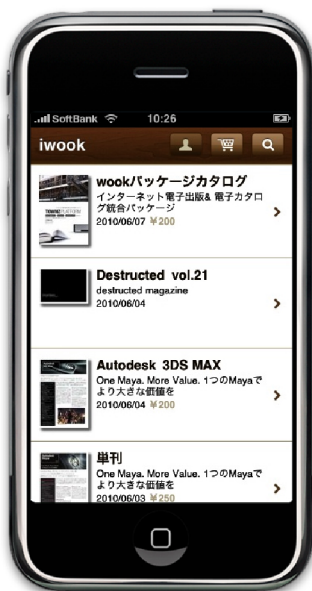 SoftBank 10:26
iwook
wookパッケージカタログ
インターネット電子出版& 電子カタロ
グ統合パッケージ
2010/06/07 ￥200
Destructed vol.21
destructed magazine
2010/06/04
Autodesk 3DS MAX
One Maya. More Value. 1つのMayaで
より大きな価値を
2010/06/04 ￥200
単刊
One Maya. More Value. 1つのMayaで
より大きな価値を
2010/06/03 ￥250